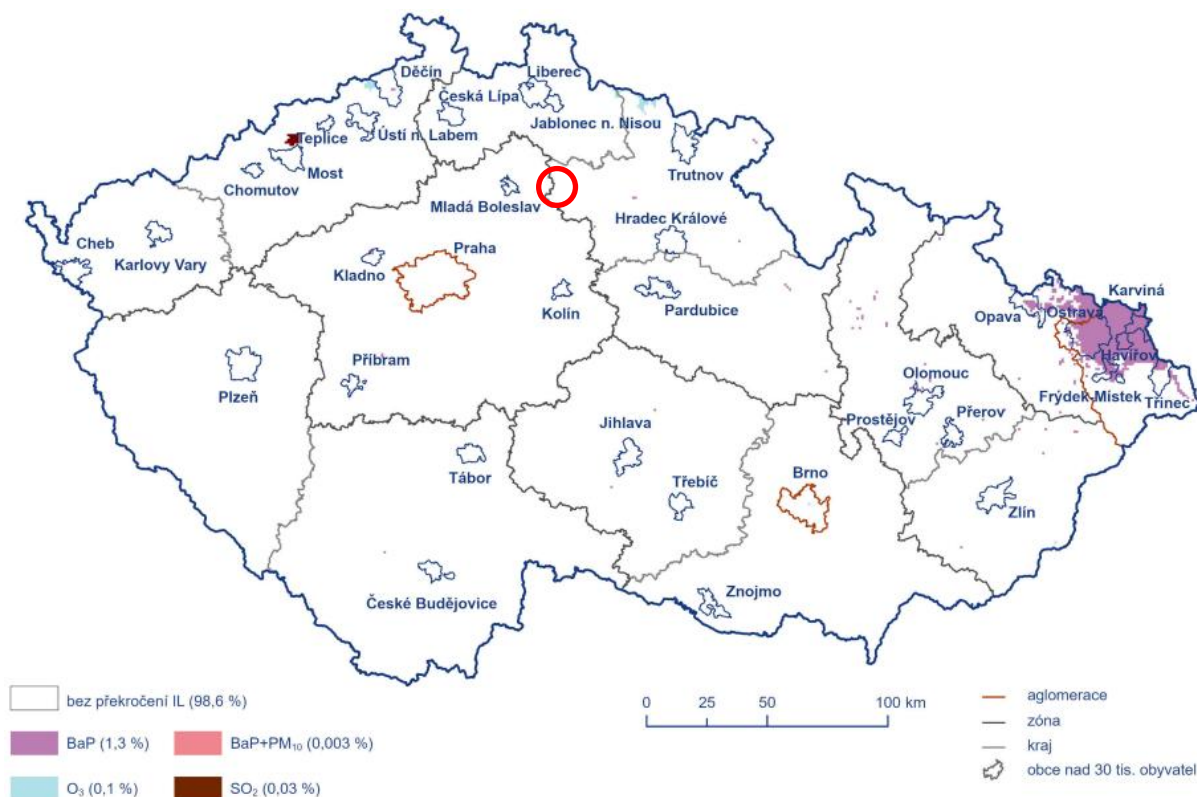 Děčín
Liberec
Česká Lípa
Jablonec n. Nisou
Teplice
Ústí n. Labem
Most
Chomutov
Trutnov
Mladá Boleslav
Hradec Králové
Cheb
Karlovy Vary
Praha
Kladno
Kolín
Pardubice
Karviná
Opava
Ostrava
Havířov
Příbram
Plzeň
Olomouc
Frýdek-Místek
Třinec
Prostějov
Přerov
Jihlava
Tábor
Třebíč
Brno
Zlín
České Budějovice
Znojmo
bez překročení IL (98,6 %)
BaP (1,3 %)
BaP+PM₁₀ (0,003 %)
O₃ (0,1 %)
SO₂ (0,03 %)
0 25 50 100 km
aglomerace
zóna
kraj
obce nad 30 tis. obyvatel